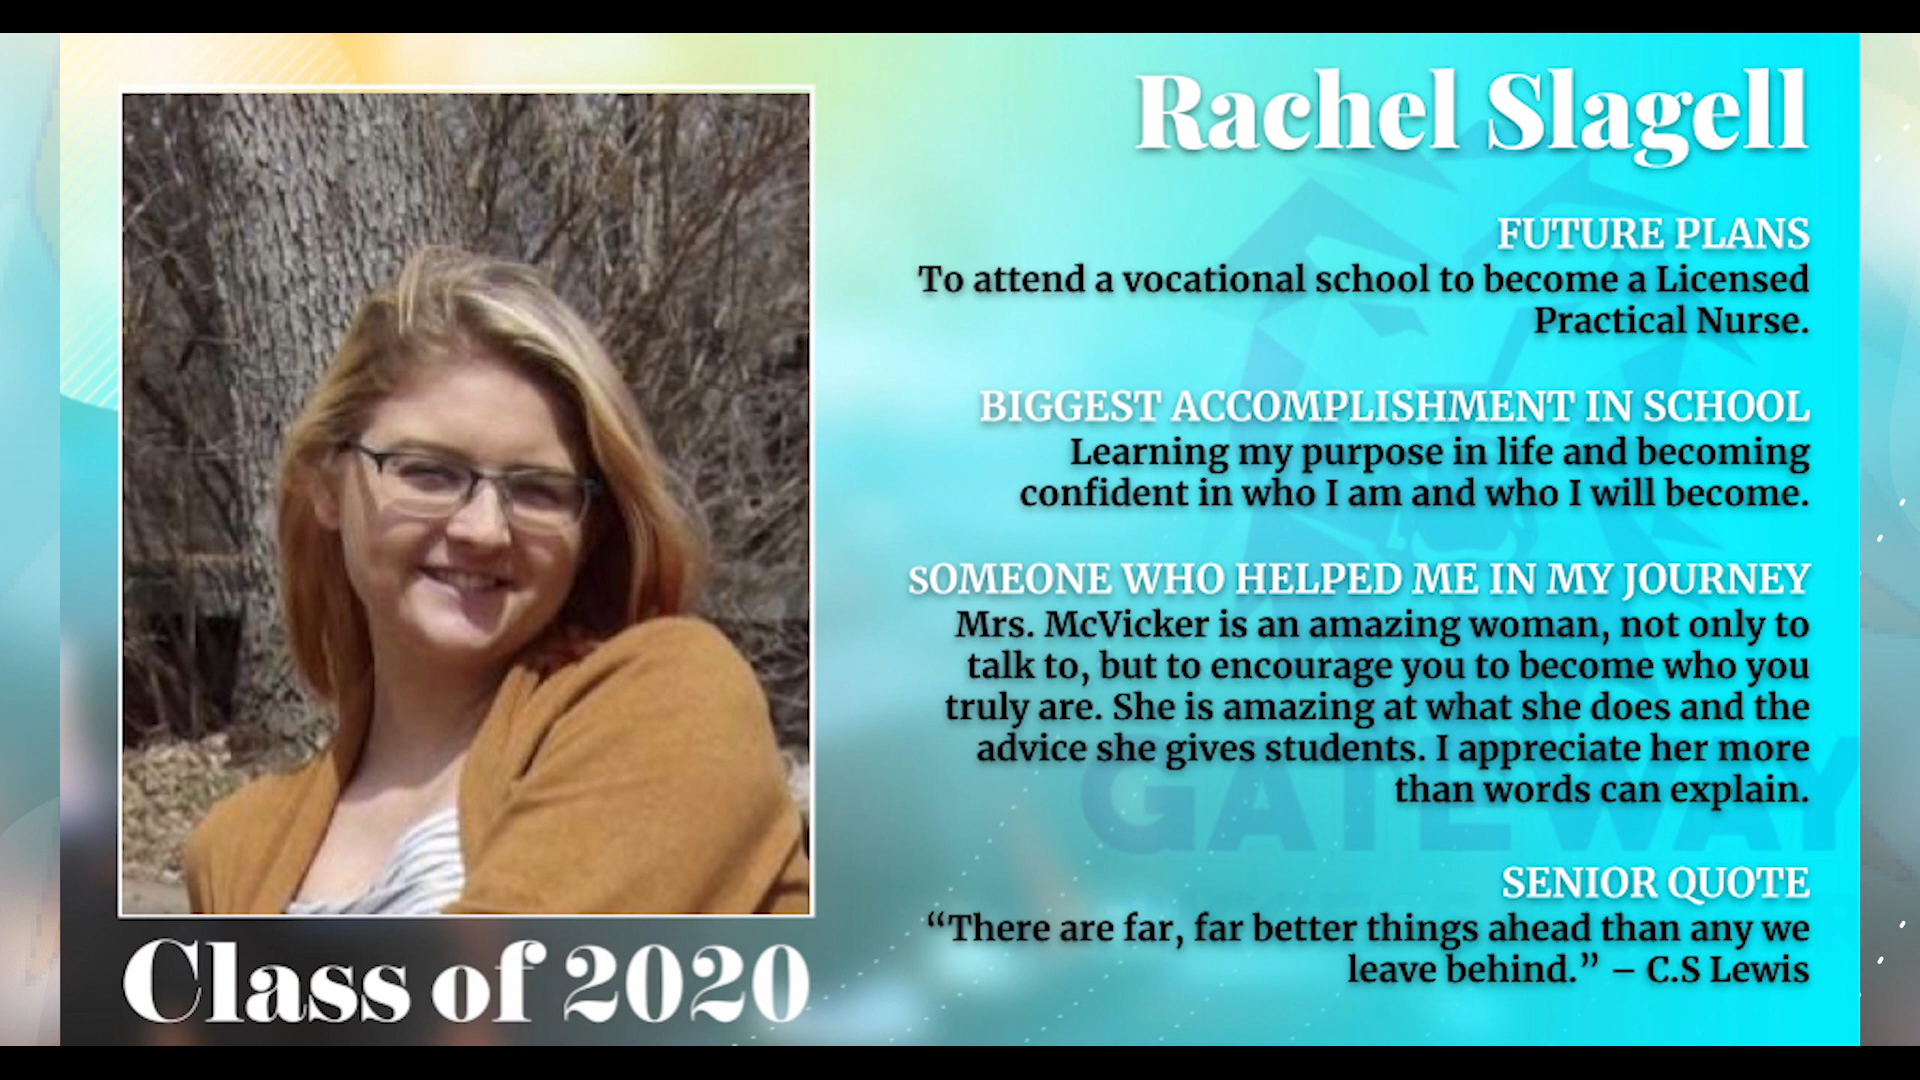 Rachel Slagell
FUTURE PLANS
To attend a vocational school to become a Licensed
Practical Nurse.
BIGGEST ACCOMPLISHMENT IN SCHOOL
Learning my purpose in life and becoming
confident in who I am and who I will become.
SOMEONE WHO HELPED ME IN MY JOURNEY
Mrs. McVicker is an amazing woman, not only to
talk to, but to encourage you to become who you
truly are. She is amazing at what she does and the
advice she gives students. I appreciate her more
than words can explain.
GATEWAY
SENIOR QUOTE
“There are far, far better things ahead than any we
leave behind.” – C.S Lewis
Class of 2020